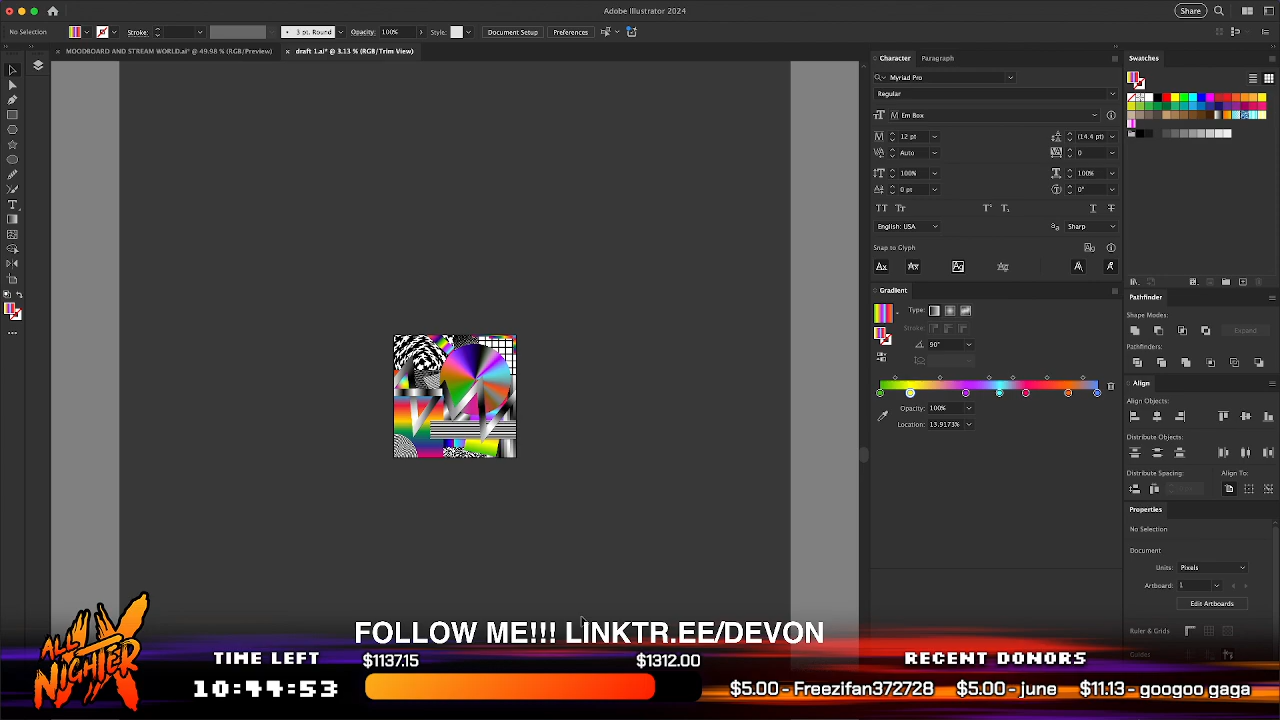 Adobe Illustrator 2024
Share
No Selection
Stroke:
3 pt. Round
Opacity: 100%
Style:
Document Setup
Preferences
MOODBOARD AND STREAM WORLD.ai* @ 49.98 % (RGB/Preview)
draft 1.ai* @ 3.13 % (RGB/Trim View)
Character
Paragraph
Myriad Pro
Regular
Em Box
12 pt
(14.4 pt)
Auto
0
100%
100%
0 pt
0°
English: USA
Sharp
Snap to Glyph
Gradient
Type:
Stroke:
90°
Opacity: 100%
Location: 13.9173%
Swatches
Pathfinder
Shape Modes:
Expand
Pathfinders:
Align
Align Objects:
Distribute Objects:
Distribute Spacing:
Align To:
Properties
No Selection
Document
Units: Pixels
Artboard: 1
Edit Artboards
Ruler & Grids
Guides
FOLLOW ME!!! LINKTR.EE/DEVON
ALL NIGHTER
TIME LEFT
10:44:53
$1137.15
$1312.00
RECENT DONORS
$5.00 - Freezifan372728
$5.00 - june
$11.13 - googoo gaga